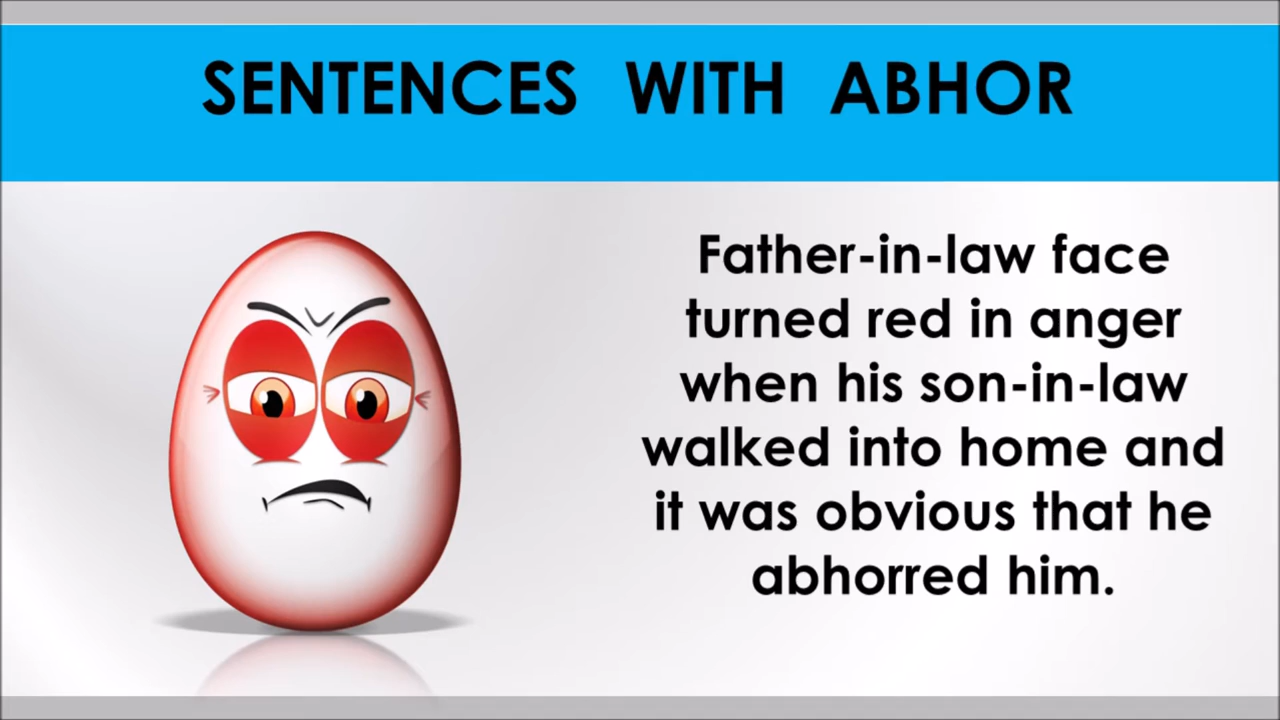 SENTENCES WITH ABHOR
Father-in-law face
turned red in anger
when his son-in-law
walked into home and
it was obvious that he
abhorred him.